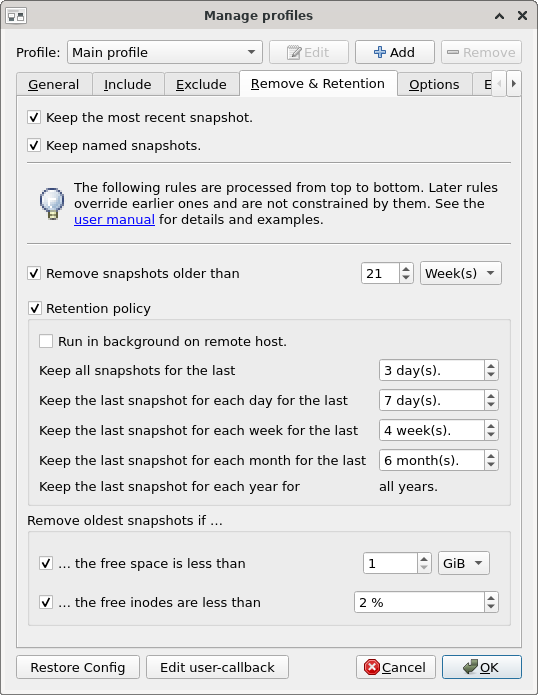 Manage profiles
Profile: Main profile Edit Add Remove
General Include Exclude Remove & Retention Options E
Keep the most recent snapshot.
Keep named snapshots.
The following rules are processed from top to bottom. Later rules
override earlier ones and are not constrained by them. See the
user manual for details and examples.
Remove snapshots older than 21 Week(s)
Retention policy
Run in background on remote host.
Keep all snapshots for the last 3 day(s).
Keep the last snapshot for each day for the last 7 day(s).
Keep the last snapshot for each week for the last 4 week(s).
Keep the last snapshot for each month for the last 6 month(s).
Keep the last snapshot for each year for all years.
Remove oldest snapshots if …
… the free space is less than 1 GiB
… the free inodes are less than 2 %
Restore Config Edit user-callback Cancel OK